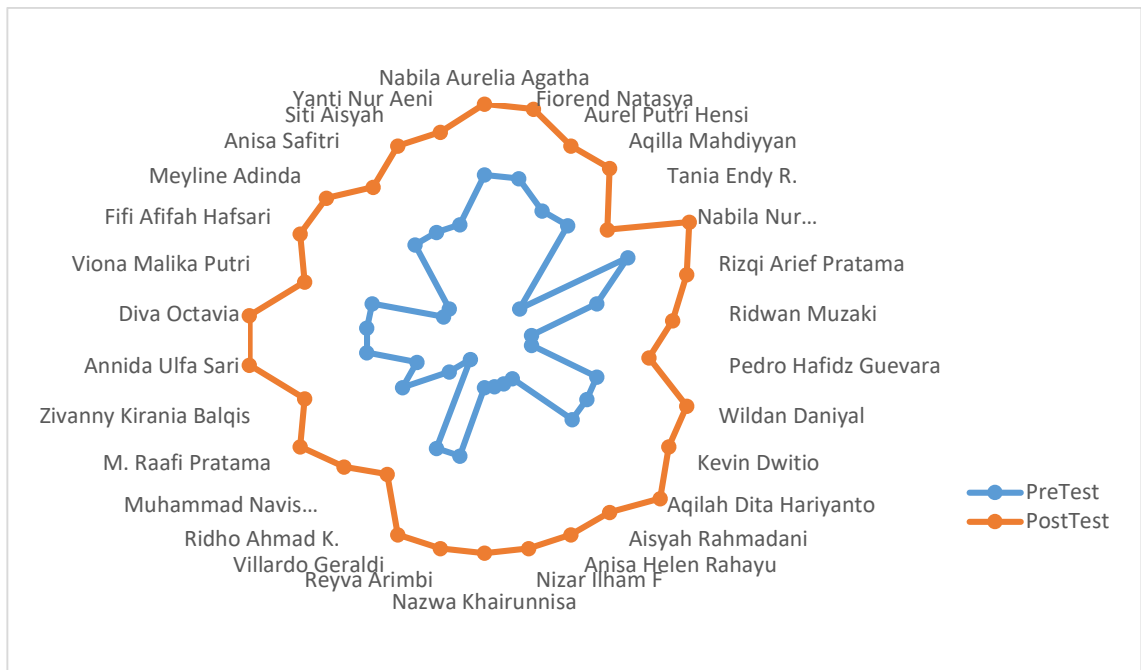 Nabila Aurelia Agatha
Fiorend Natasya
Aurel Putri Hensi
Aqilla Mahdiyyan
Tania Endy R.
Nabila Nur...
Rizqi Arief Pratama
Ridwan Muzaki
Pedro Hafidz Guevara
Wildan Daniyal
Kevin Dwitio
Aqilah Dita Hariyanto
Aisyah Rahmadani
Anisa Helen Rahayu
Nizar Ilham F
Nazwa Khairunnisa
Reyva Arimbi
Villardo Geraldi
Ridho Ahmad K.
Muhammad Navis...
M. Raafi Pratama
Zivanny Kirania Balqis
Annida Ulfa Sari
Diva Octavia
Viona Malika Putri
Fifi Afifah Hafsari
Meyline Adinda
Anisa Safitri
Siti Aisyah
Yanti Nur Aeni
PreTest
PostTest